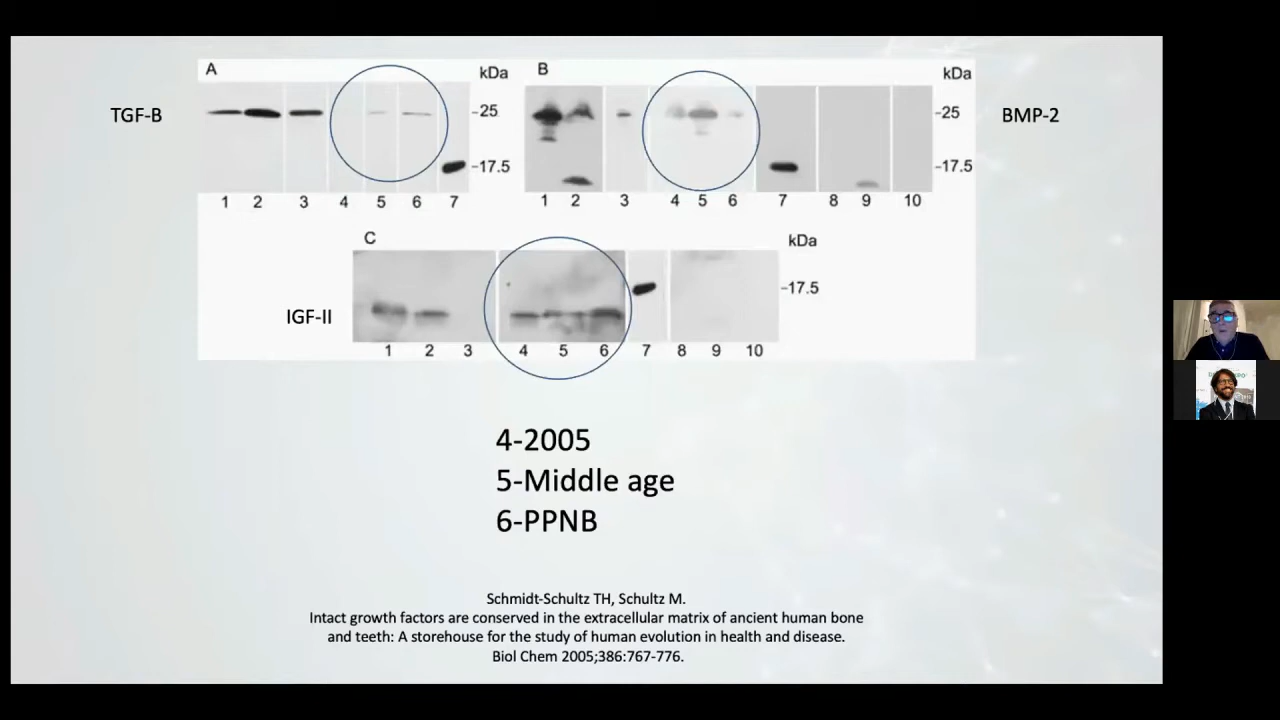 A
kDa
TGF-B
-25
-17.5
1 2 3 4 5 6 7
B
kDa
-25
BMP-2
-17.5
1 2 3 4 5 6 7 8 9 10
C
kDa
-17.5
IGF-II
1 2 3 4 5 6 7 8 9 10
4-2005
5-Middle age
6-PPNB
Schmidt-Schultz TH, Schultz M.
Intact growth factors are conserved in the extracellular matrix of ancient human bone
and teeth: A storehouse for the study of human evolution in health and disease.
Biol Chem 2005;386:767-776.